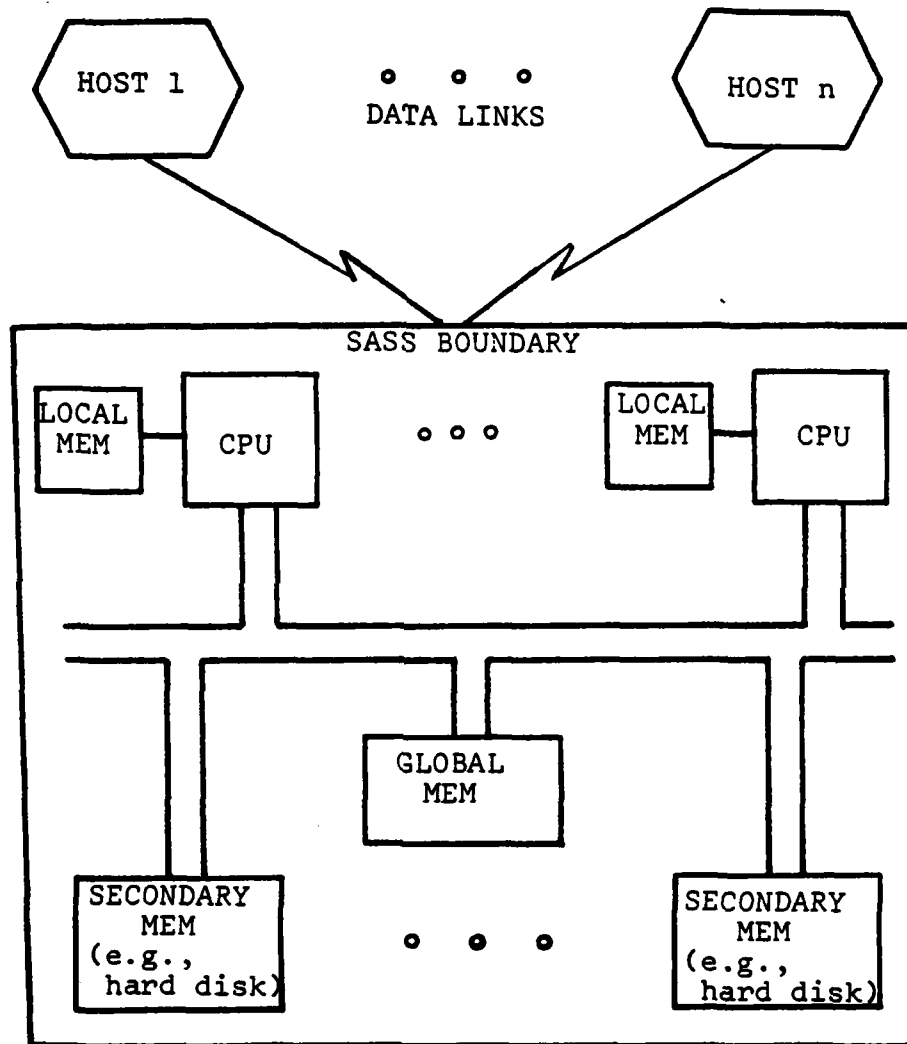 HOST 1
HOST n
DATA LINKS
SASS BOUNDARY
LOCAL
MEM
CPU
LOCAL
MEM
CPU
GLOBAL
MEM
SECONDARY
MEM
(e.g.,
hard disk)
SECONDARY
MEM
(e.g.,
hard disk)